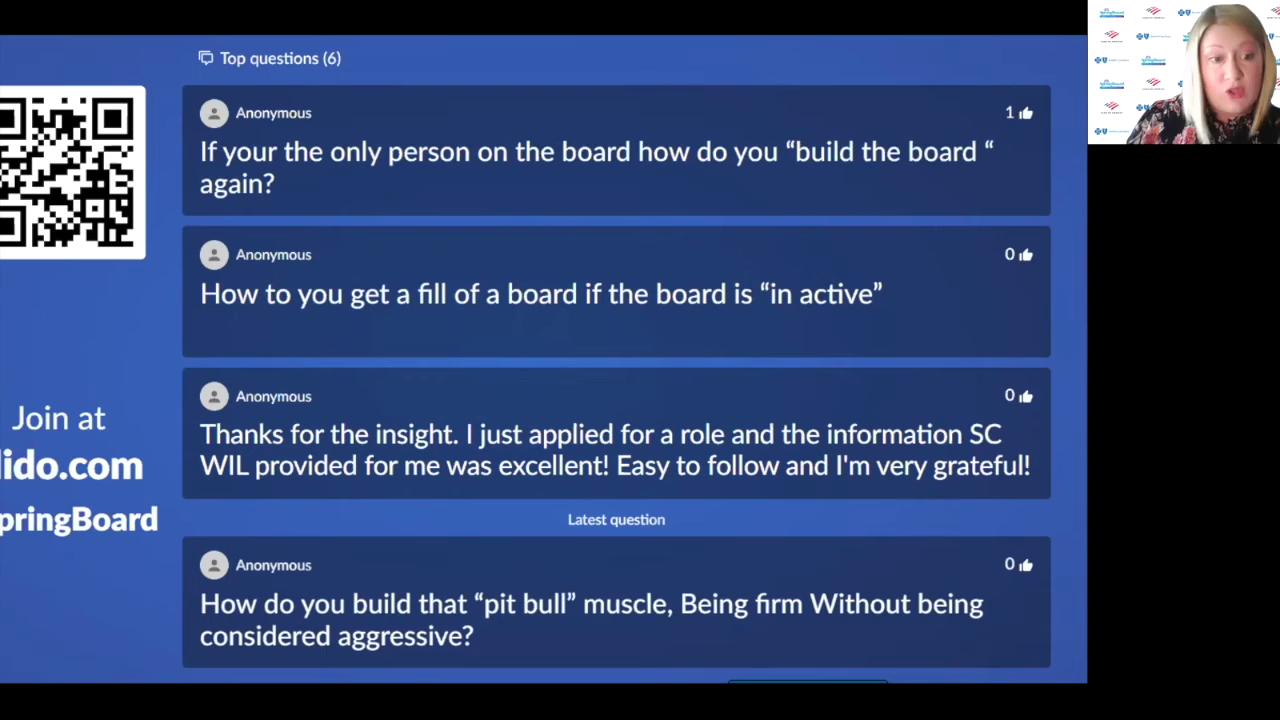 Top questions (6)
Anonymous
1
If your the only person on the board how do you “build the board “
again?
Anonymous
0
How to you get a fill of a board if the board is “in active”
Anonymous
0
Thanks for the insight. I just applied for a role and the information SC
WIL provided for me was excellent! Easy to follow and I'm very grateful!
Latest question
Anonymous
0
How do you build that “pit bull” muscle, Being firm Without being
considered aggressive?
Join at
lido.com
pringBoard